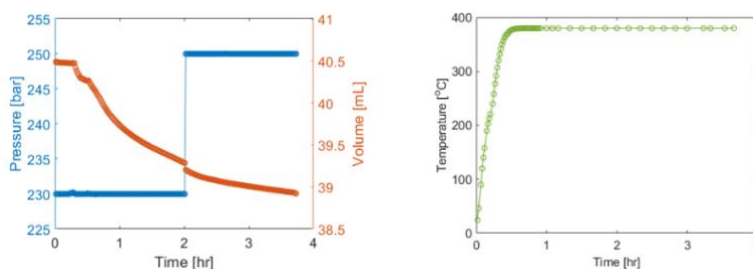 255
250
245
240
235
230
225
Pressure [bar]
41
40.5
40
39.5
39
38.5
Volume [mL]
0 1 2 3 4
Time [hr]
400
300
200
100
0
Temperature [°C]
0 1 2 3
Time [hr]